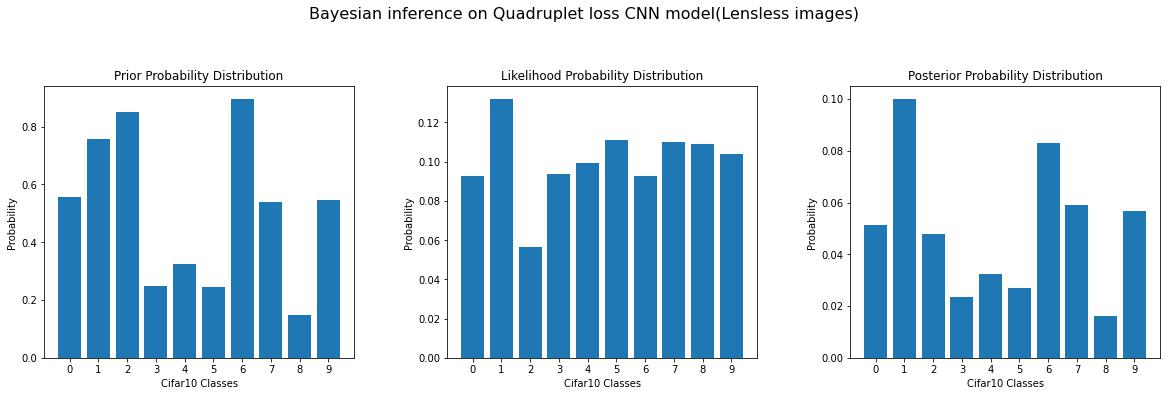 Bayesian inference on Quadruplet loss CNN model(Lensless images)
Prior Probability Distribution
Probability
0.8
0.6
0.4
0.2
0.0
0 1 2 3 4 5 6 7 8 9
Cifar10 Classes
Likelihood Probability Distribution
Probability
0.12
0.10
0.08
0.06
0.04
0.02
0.00
0 1 2 3 4 5 6 7 8 9
Cifar10 Classes
Posterior Probability Distribution
Probability
0.10
0.08
0.06
0.04
0.02
0.00
0 1 2 3 4 5 6 7 8 9
Cifar10 Classes